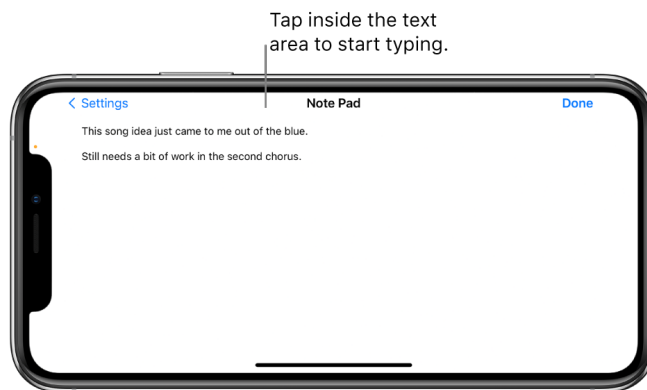 Tap inside the text
area to start typing.
Settings
Note Pad
Done
This song idea just came to me out of the blue.
Still needs a bit of work in the second chorus.